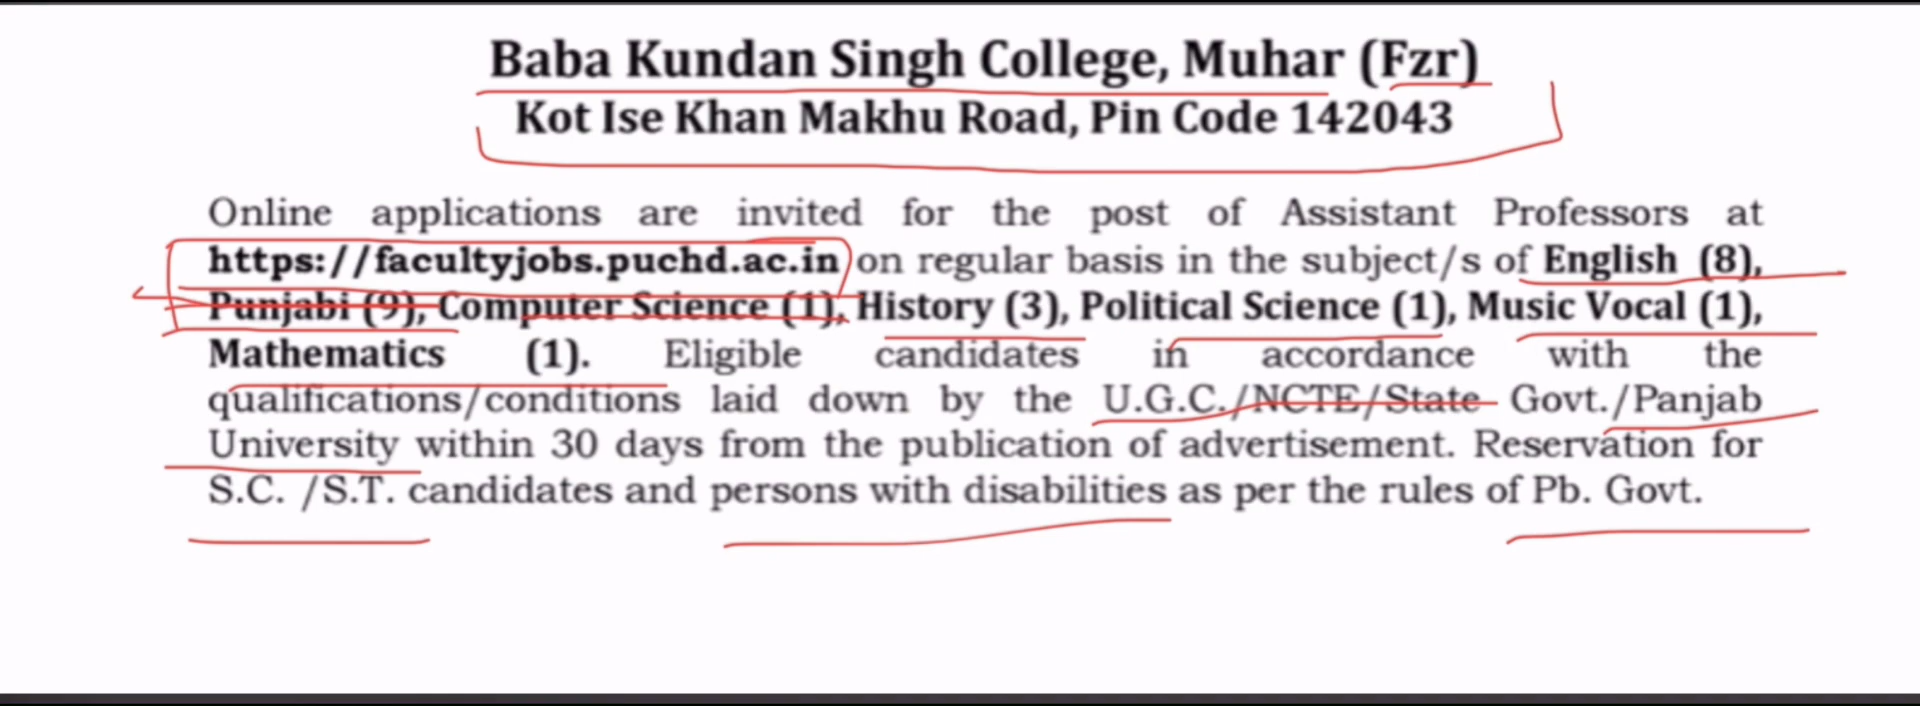 Baba Kundan Singh College, Muhar (Fzr)
Kot Ise Khan Makhu Road, Pin Code 142043
Online applications are invited for the post of Assistant Professors at
https://facultyjobs.puchd.ac.in on regular basis in the subject/s of English (8),
Punjabi (9), Computer Science (1), History (3), Political Science (1), Music Vocal (1),
Mathematics (1). Eligible candidates in accordance with the
qualifications/conditions laid down by the U.G.C./NCTE/State Govt./Panjab
University within 30 days from the publication of advertisement. Reservation for
S.C. /S.T. candidates and persons with disabilities as per the rules of Pb. Govt.